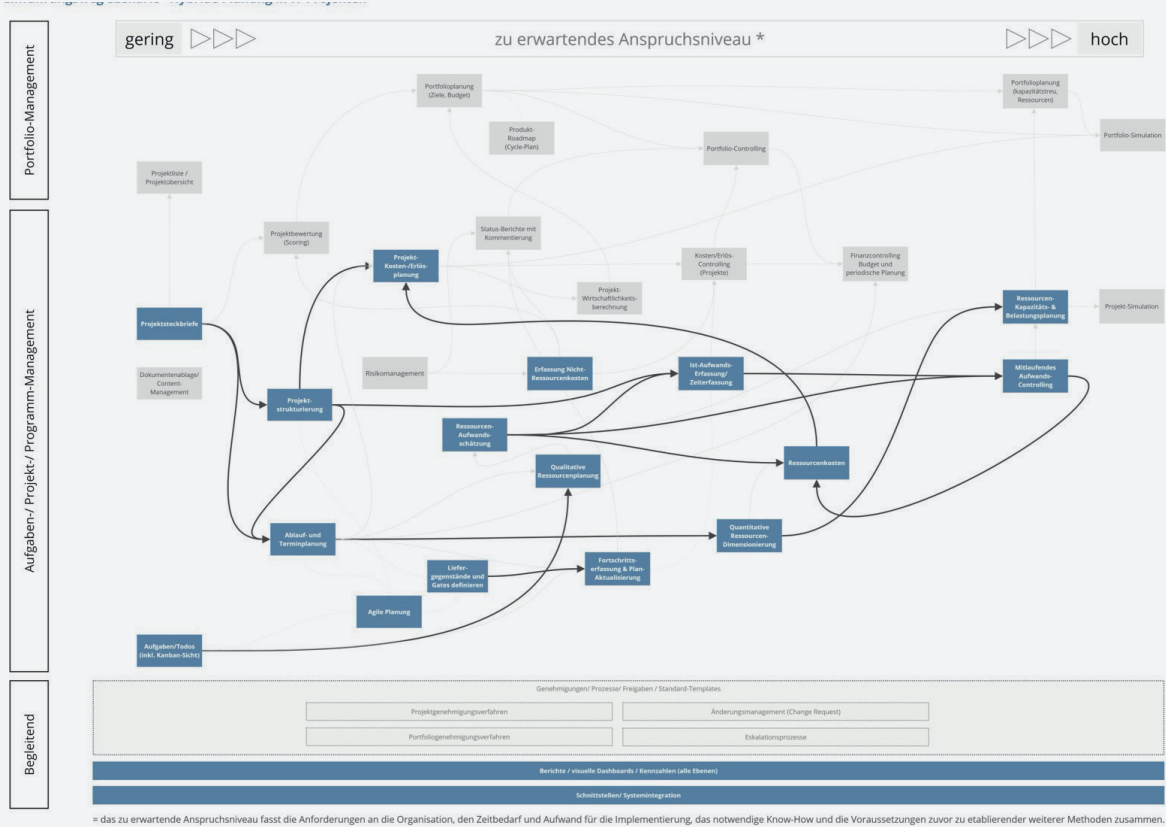 gering
zu erwartendes Anspruchsniveau *
hoch
Portfolio-Management
Portfolioplanung
(Ziele, Budget)
Portfolioplanung
(kapazitätstreu,
Ressourcen)
Produkt-
Roadmap
(Cycle-Plan)
Portfolio-Controlling
Portfolio-Simulation
Projektliste /
Projektübersicht
Aufgaben-/ Projekt-/ Programm-Management
Projektbewertung
(Scoring)
Status-Berichte mit
Kommentierung
Projekt-
Kosten-/Erlös-
planung
Kosten/Erlös-
Controlling
(Projekte)
Finanzcontrolling
Budget und
periodische Planung
Projekt-
Wirtschaftlichkeits-
berechnung
Ressourcen-
Kapazitäts- &
Belastungsplanung
Projekt-Simulation
Projektsteckbriefe
Dokumentenablage/
Content-
Management
Risikomanagement
Erfassung Nicht-
Ressourcenkosten
Ist-Aufwands-
Erfassung/
Zeiterfassung
Mitlaufendes
Aufwands-
Controlling
Projekt-
strukturierung
Ressourcen-
Aufwands-
schätzung
Qualitative
Ressourcenplanung
Ressourcenkosten
Ablauf- und
Terminplanung
Quantitative
Ressourcen-
Dimensionierung
Liefer-
gegenstände und
Gates definieren
Fortschritts-
erfassung & Plan-
Aktualisierung
Agile Planung
Aufgaben/Todos
(inkl. Kanban-Sicht)
Begleitend
Genehmigungen/ Prozesse/ Freigaben / Standard-Templates
Projektgenehmigungsverfahren
Änderungsmanagement (Change Request)
Portfoliogenehmigungsverfahren
Eskalationsprozesse
Berichte / visuelle Dashboards / Kennzahlen (alle Ebenen)
Schnittstellen/ Systemintegration
= das zu erwartende Anspruchsniveau fasst die Anforderungen an die Organisation, den Zeitbedarf und Aufwand für die Implementierung, das notwendige Know-How und die Voraussetzungen zuvor zu etablierender weiterer Methoden zusammen.